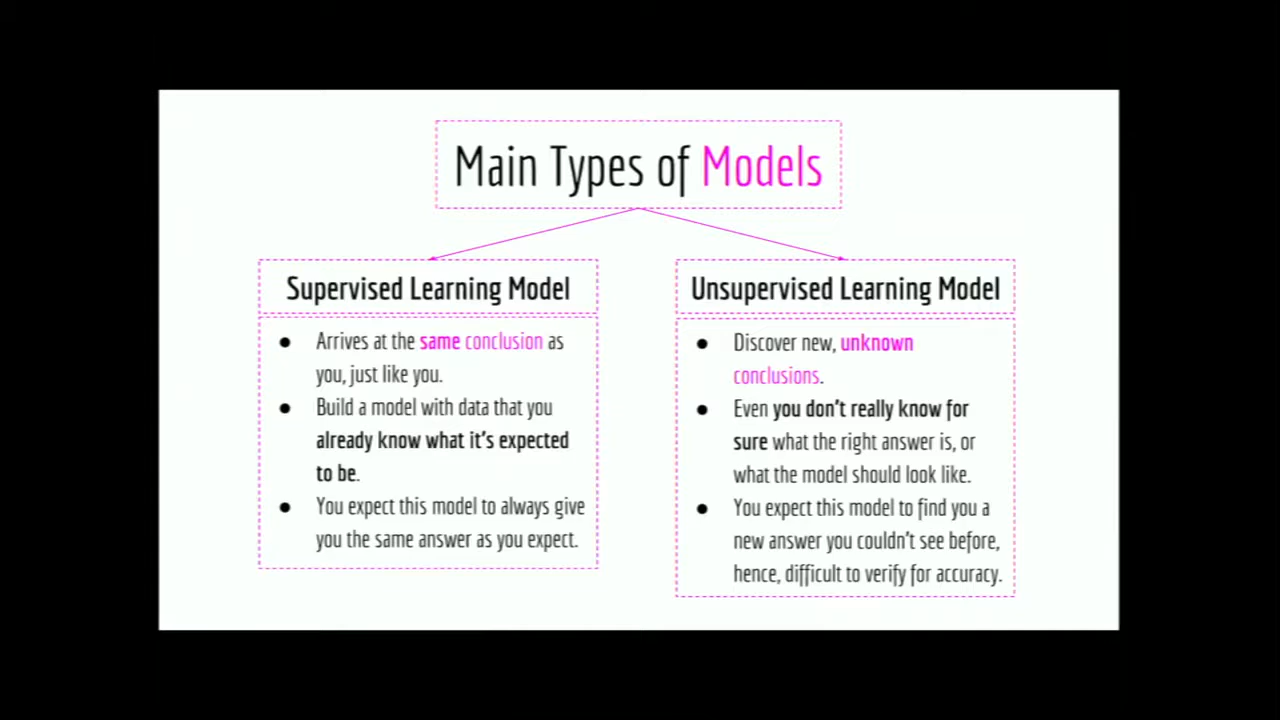 Main Types of Models
Supervised Learning Model
● Arrives at the same conclusion as
you, just like you.
● Build a model with data that you
already know what it's expected
to be.
● You expect this model to always give
you the same answer as you expect.
Unsupervised Learning Model
● Discover new, unknown
conclusions.
● Even you don't really know for
sure what the right answer is, or
what the model should look like.
● You expect this model to find you a
new answer you couldn't see before,
hence, difficult to verify for accuracy.